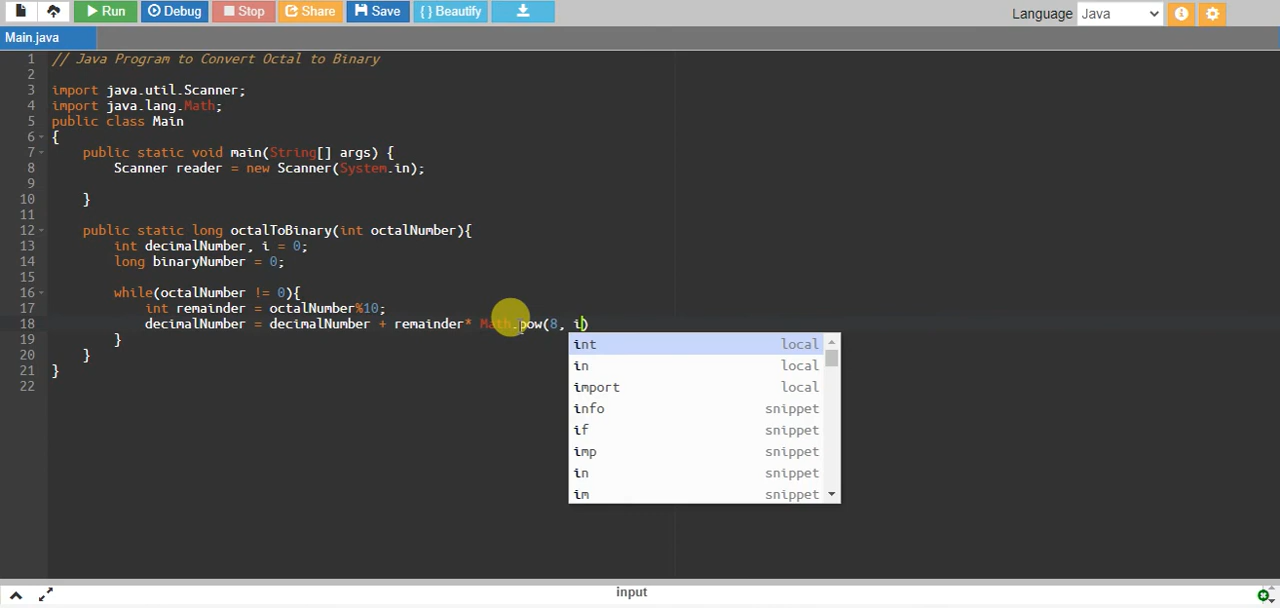 Run Debug Stop Share Save { } Beautify Language Java
Main.java
1 // Java Program to Convert Octal to Binary
2
3 import java.util.Scanner;
4 import java.lang.Math;
5 public class Main
6 {
7 public static void main(String[] args) {
8 Scanner reader = new Scanner(System.in);
9
10 }
11
12 public static long octalToBinary(int octalNumber){
13 int decimalNumber, i = 0;
14 long binaryNumber = 0;
15
16 while(octalNumber != 0){
17 int remainder = octalNumber%10;
18 decimalNumber = decimalNumber + remainder* Math.pow(8, i)
19 }
20 }
21 }
22
int local
in local
import local
info snippet
if snippet
imp snippet
in snippet
im snippet
input